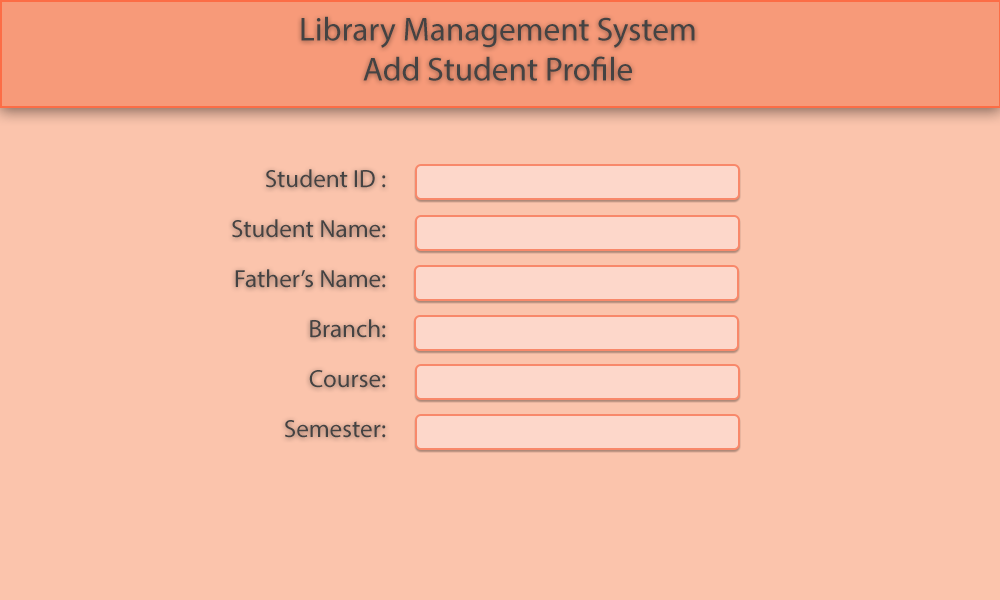 Library Management System
Add Student Profile
Student ID :
Student Name:
Father’s Name:
Branch:
Course:
Semester: